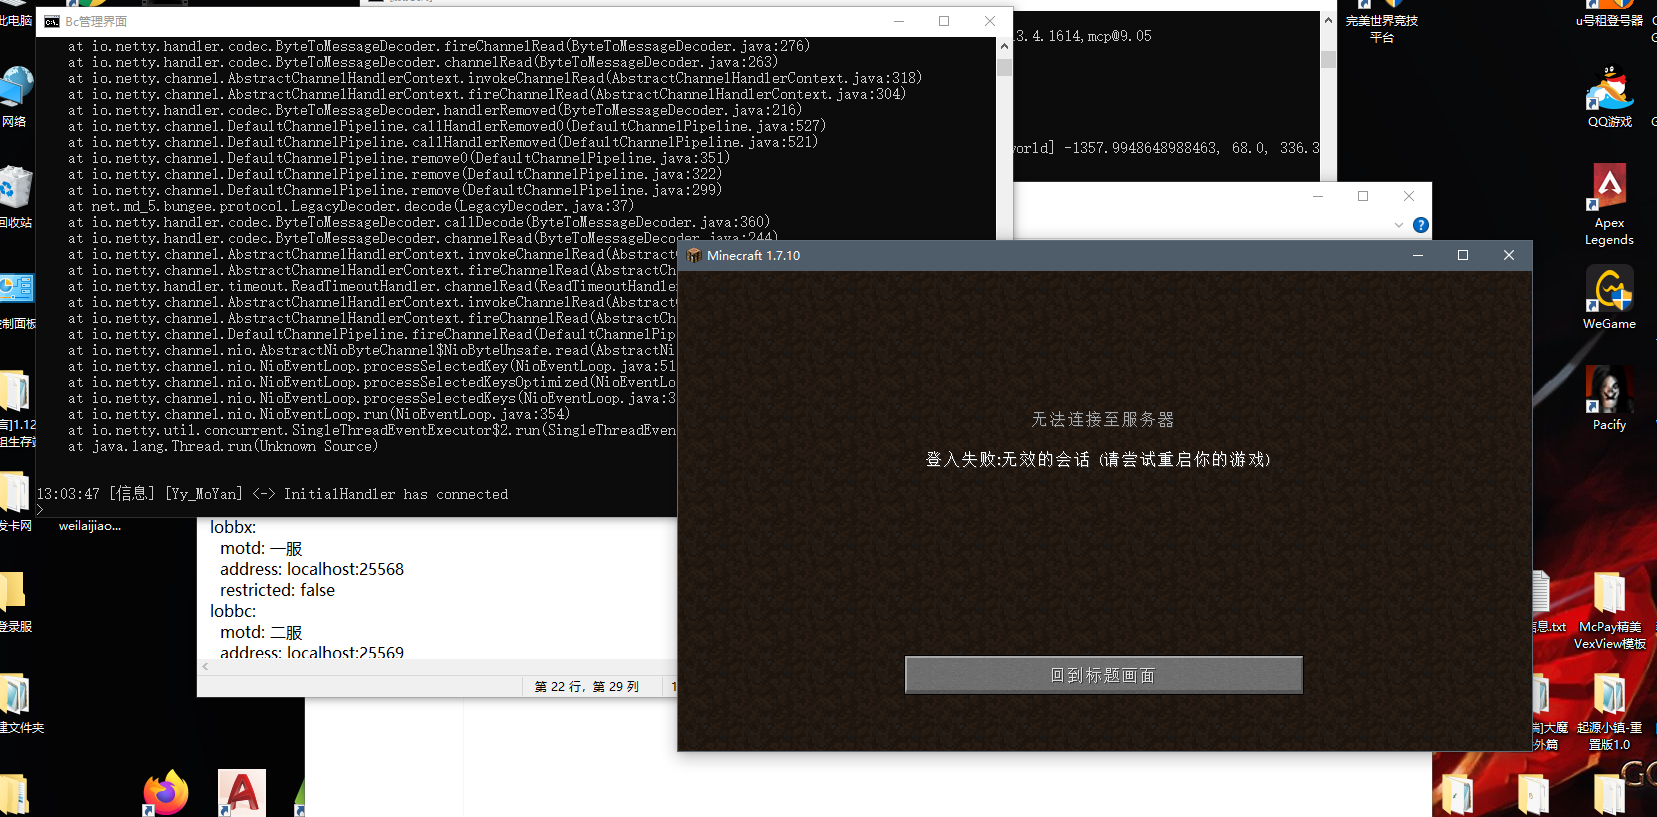 此电脑
网络
回收站
控制面板
发卡网
登录服
建文件夹
weilaijiao...
Bc管理界面
at io.netty.handler.codec.ByteToMessageDecoder.fireChannelRead(ByteToMessageDecoder.java:276)
at io.netty.handler.codec.ByteToMessageDecoder.channelRead(ByteToMessageDecoder.java:263)
at io.netty.channel.AbstractChannelHandlerContext.invokeChannelRead(AbstractChannelHandlerContext.java:318)
at io.netty.channel.AbstractChannelHandlerContext.fireChannelRead(AbstractChannelHandlerContext.java:304)
at io.netty.handler.codec.ByteToMessageDecoder.handlerRemoved(ByteToMessageDecoder.java:216)
at io.netty.channel.DefaultChannelPipeline.callHandlerRemoved0(DefaultChannelPipeline.java:527)
at io.netty.channel.DefaultChannelPipeline.callHandlerRemoved(DefaultChannelPipeline.java:521)
at io.netty.channel.DefaultChannelPipeline.remove0(DefaultChannelPipeline.java:351)
at io.netty.channel.DefaultChannelPipeline.remove(DefaultChannelPipeline.java:322)
at io.netty.channel.DefaultChannelPipeline.remove(DefaultChannelPipeline.java:299)
at net.md_5.bungee.protocol.LegacyDecoder.decode(LegacyDecoder.java:37)
at io.netty.handler.codec.ByteToMessageDecoder.callDecode(ByteToMessageDecoder.java:360)
at io.netty.handler.codec.ByteToMessageDecoder.channelRead(ByteToMessageDecoder.java:244)
at io.netty.channel.AbstractChannelHandlerContext.invokeChannelRead(Abstract
at io.netty.channel.AbstractChannelHandlerContext.fireChannelRead(AbstractCh
at io.netty.handler.timeout.ReadTimeoutHandler.channelRead(ReadTimeoutHandler
at io.netty.channel.AbstractChannelHandlerContext.invokeChannelRead(Abstract
at io.netty.channel.AbstractChannelHandlerContext.fireChannelRead(AbstractCh
at io.netty.channel.DefaultChannelPipeline.fireChannelRead(DefaultChannelPip
at io.netty.channel.nio.AbstractNioByteChannel$NioByteUnsafe.read(AbstractNi
at io.netty.channel.nio.NioEventLoop.processSelectedKey(NioEventLoop.java:51
at io.netty.channel.nio.NioEventLoop.processSelectedKeysOptimized(NioEventLo
at io.netty.channel.nio.NioEventLoop.processSelectedKeys(NioEventLoop.java:3
at io.netty.channel.nio.NioEventLoop.run(NioEventLoop.java:354)
at io.netty.util.concurrent.SingleThreadEventExecutor$2.run(SingleThreadEven
at java.lang.Thread.run(Unknown Source)
13:03:47 [信息] [Yy_MoYan] <-> InitialHandler has connected
>
3.4.1614,mcp@9.05
world] -1357.9948648988463, 68.0, 336.3
lobbx:
motd: 一服
address: localhost:25568
restricted: false
lobbc:
motd: 二服
address: localhost:25569
第 22 行，第 29 列
Minecraft 1.7.10
无法连接至服务器
登入失败:无效的会话 (请尝试重启你的游戏)
回到标题画面
完美世界竞技
平台
u号租登号器
QQ游戏
Apex
Legends
WeGame
Pacify
息.txt
McPay精美
VexView模板
]大魔
外篇
起源小镇-重
置版1.0